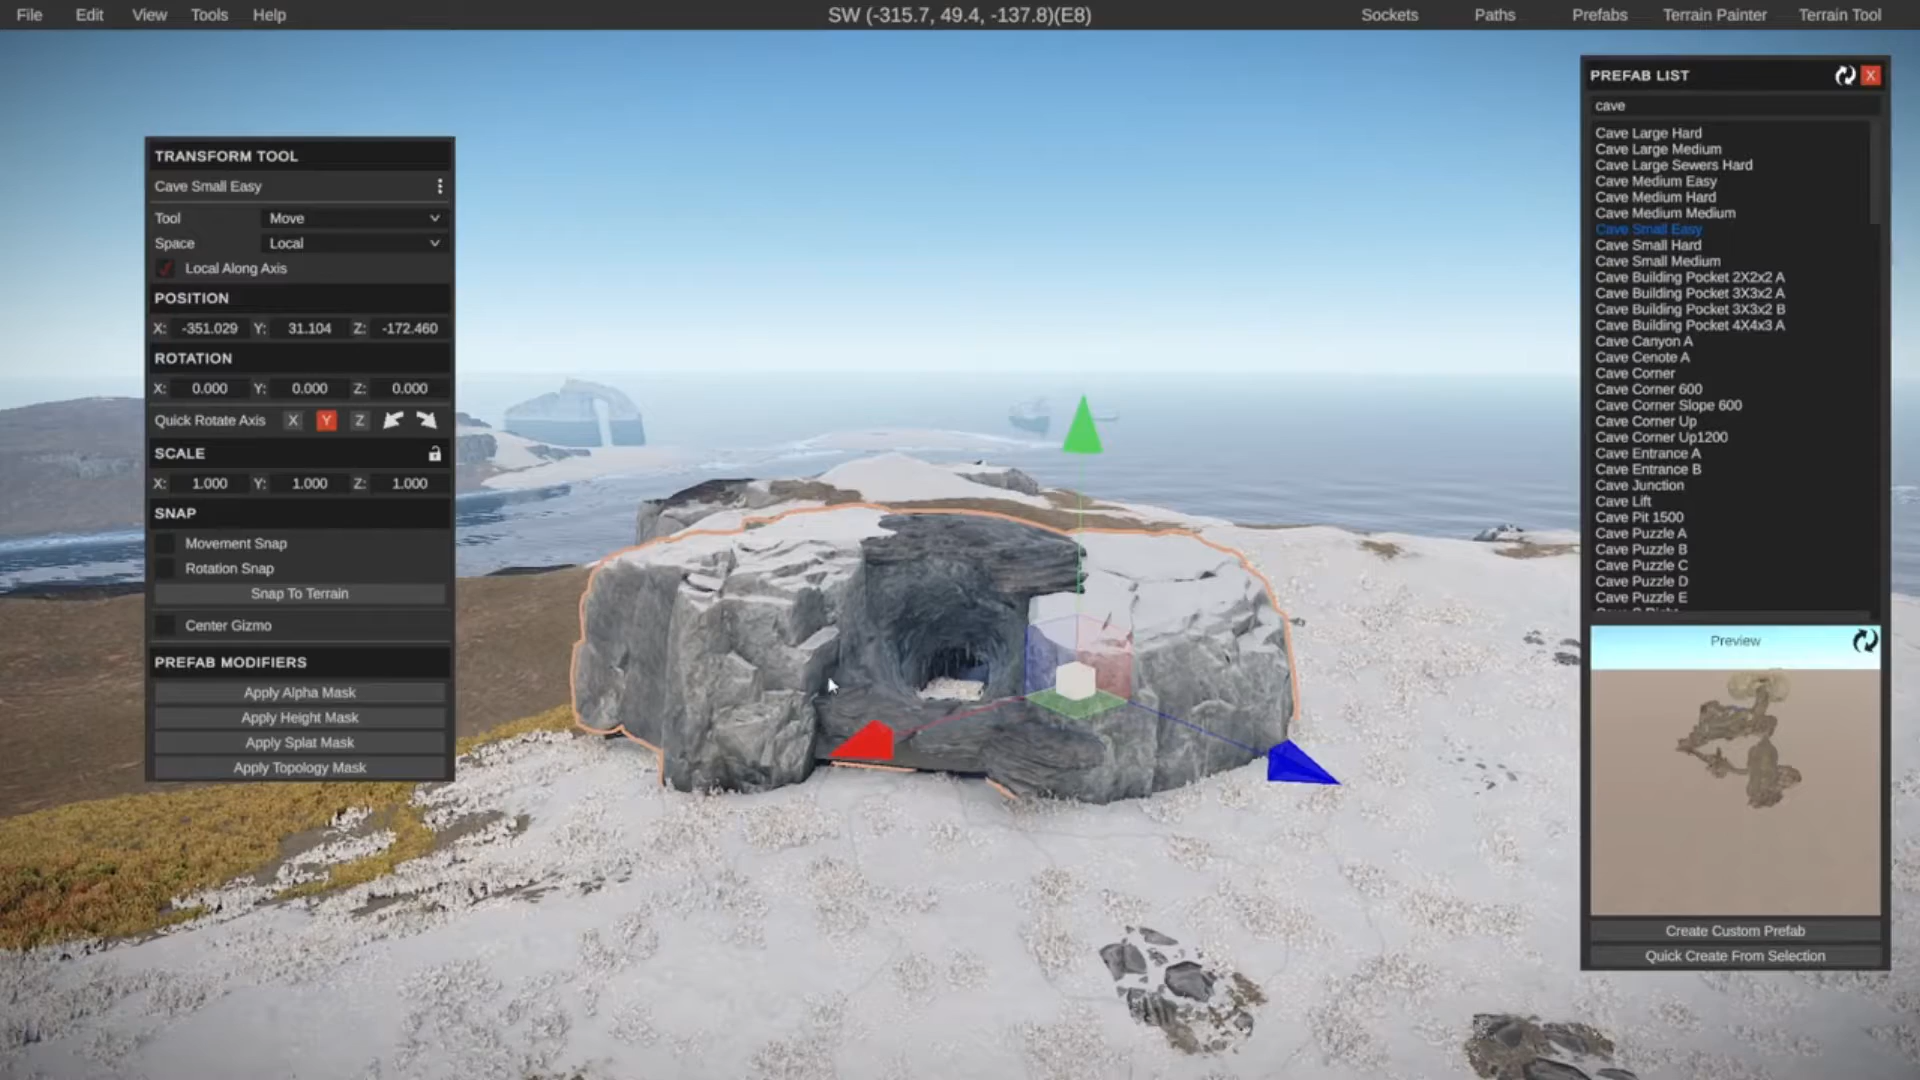 File Edit View Tools Help SW (-315.7, 49.4, -137.8)(E8) Sockets Paths Prefabs Terrain Painter Terrain Tool
TRANSFORM TOOL
Cave Small Easy
Tool Move
Space Local
Local Along Axis
POSITION
X: -351.029 Y: 31.104 Z: -172.460
ROTATION
X: 0.000 Y: 0.000 Z: 0.000
Quick Rotate Axis X Y Z
SCALE
X: 1.000 Y: 1.000 Z: 1.000
SNAP
Movement Snap
Rotation Snap
Snap To Terrain
Center Gizmo
PREFAB MODIFIERS
Apply Alpha Mask
Apply Height Mask
Apply Splat Mask
Apply Topology Mask
PREFAB LIST X
cave
Cave Large Hard
Cave Large Medium
Cave Large Sewers Hard
Cave Medium Easy
Cave Medium Hard
Cave Medium Medium
Cave Small Easy
Cave Small Hard
Cave Small Medium
Cave Building Pocket 2X2x2 A
Cave Building Pocket 3X3x2 A
Cave Building Pocket 3X3x2 B
Cave Building Pocket 4X4x3 A
Cave Canyon A
Cave Cenote A
Cave Corner
Cave Corner 600
Cave Corner Slope 600
Cave Corner Up
Cave Corner Up1200
Cave Entrance A
Cave Entrance B
Cave Junction
Cave Lift
Cave Pit 1500
Cave Puzzle A
Cave Puzzle B
Cave Puzzle C
Cave Puzzle D
Cave Puzzle E
Preview
Create Custom Prefab
Quick Create From Selection